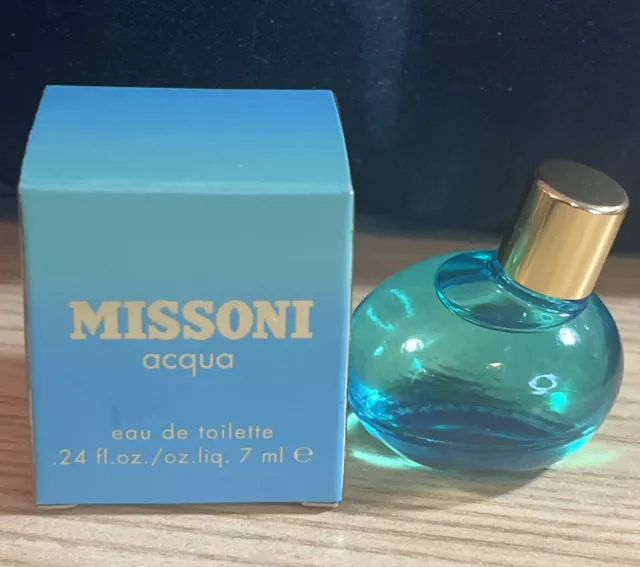 MISSONI
acqua
eau de toilette
.24 fl.oz./oz.liq. 7 ml ℮